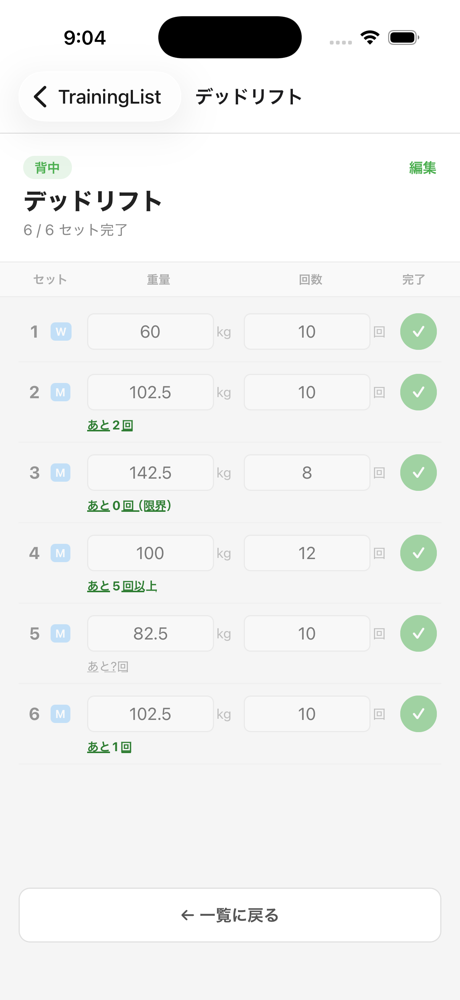 9:04
TrainingList デッドリフト
背中 編集
デッドリフト
6 / 6 セット完了
セット 重量 回数 完了
1 W 60 kg 10 回
2 M 102.5 kg 10 回
あと2回
3 M 142.5 kg 8 回
あと0回（限界）
4 M 100 kg 12 回
あと5回以上
5 M 82.5 kg 10 回
あと?回
6 M 102.5 kg 10 回
あと1回
← 一覧に戻る